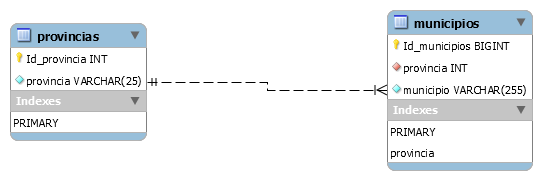 provincias
Id_provincia INT
provincia VARCHAR(25)
Indexes
PRIMARY
municipios
Id_municipios BIGINT
provincia INT
municipio VARCHAR(255)
Indexes
PRIMARY
provincia